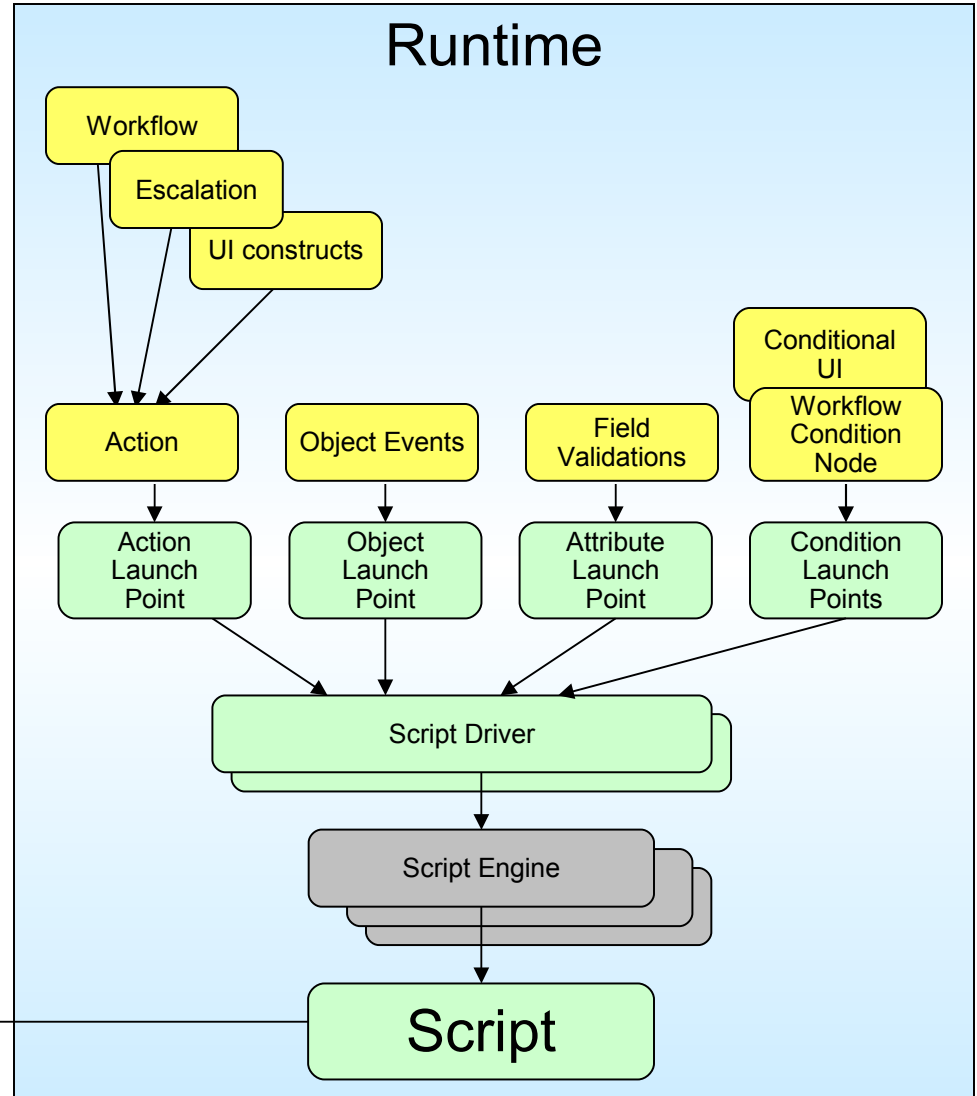 Runtime
Workflow
Escalation
UI constructs
Conditional
UI
Action
Object Events
Field
Validations
Workflow
Condition
Node
Action
Launch
Point
Object
Launch
Point
Attribute
Launch
Point
Condition
Launch
Points
Script Driver
Script Engine
Script